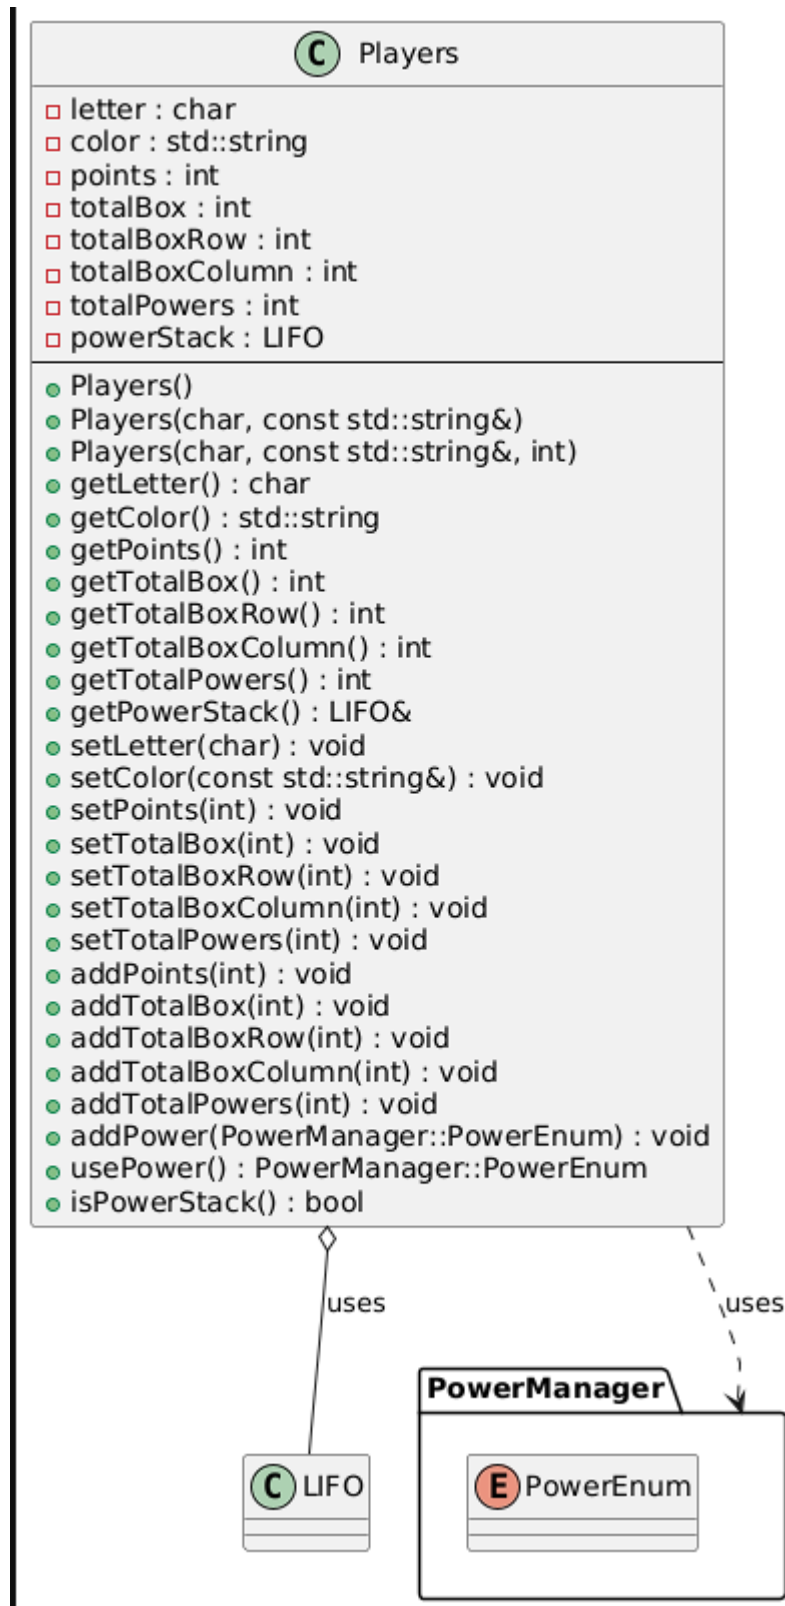 C Players
letter : char
color : std::string
points : int
totalBox : int
totalBoxRow : int
totalBoxColumn : int
totalPowers : int
powerStack : LIFO
Players()
Players(char, const std::string&)
Players(char, const std::string&, int)
getLetter() : char
getColor() : std::string
getPoints() : int
getTotalBox() : int
getTotalBoxRow() : int
getTotalBoxColumn() : int
getTotalPowers() : int
getPowerStack() : LIFO&
setLetter(char) : void
setColor(const std::string&) : void
setPoints(int) : void
setTotalBox(int) : void
setTotalBoxRow(int) : void
setTotalBoxColumn(int) : void
setTotalPowers(int) : void
addPoints(int) : void
addTotalBox(int) : void
addTotalBoxRow(int) : void
addTotalBoxColumn(int) : void
addTotalPowers(int) : void
addPower(PowerManager::PowerEnum) : void
usePower() : PowerManager::PowerEnum
isPowerStack() : bool
uses
uses
PowerManager
C LIFO
E PowerEnum